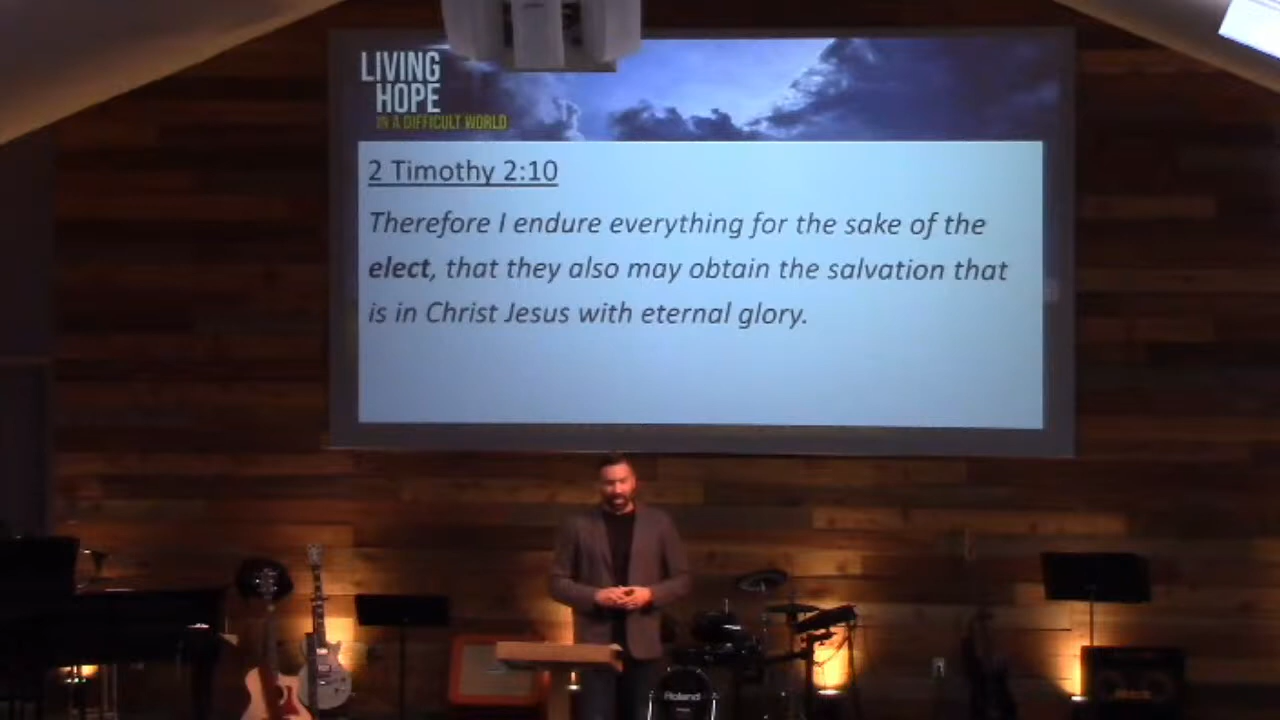 LIVING
HOPE
IN A DIFFICULT WORLD
2 Timothy 2:10
Therefore I endure everything for the sake of the
elect, that they also may obtain the salvation that
is in Christ Jesus with eternal glory.
Roland